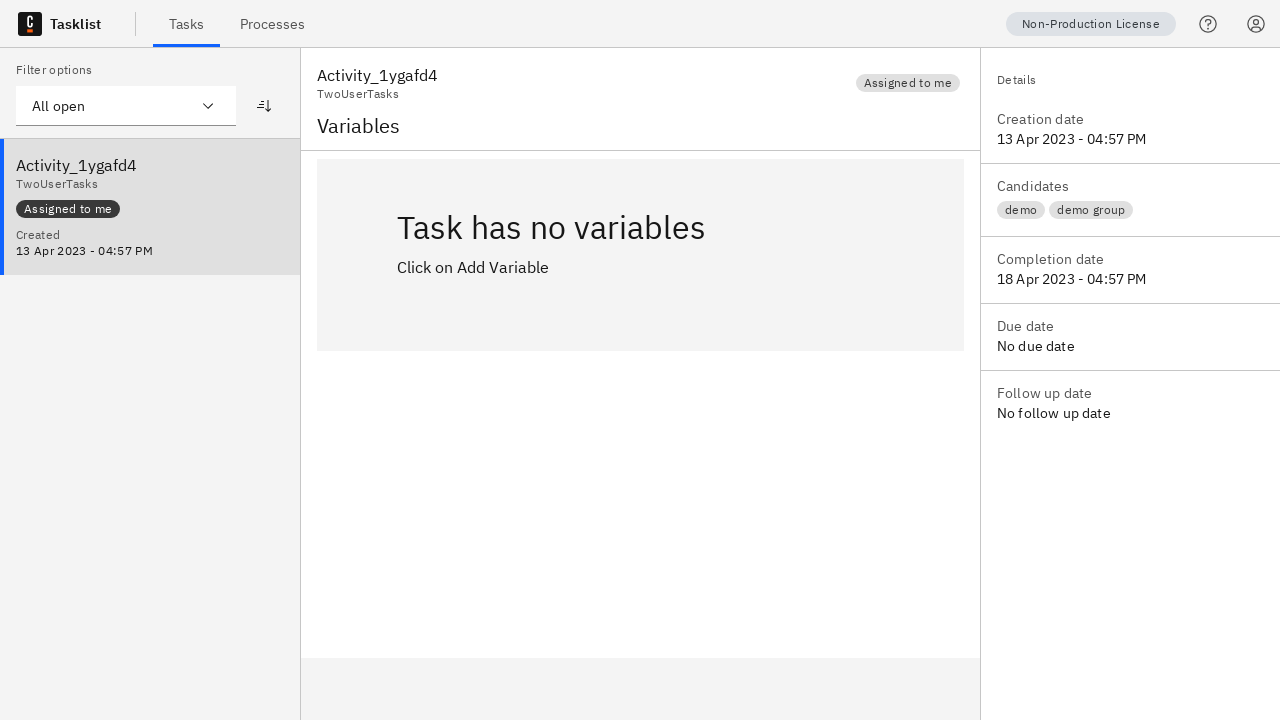 Tasklist
Tasks
Processes
Non-Production License
Filter options
All open
Activity_1ygafd4
TwoUserTasks
Assigned to me
Created
13 Apr 2023 - 04:57 PM
Activity_1ygafd4
TwoUserTasks
Assigned to me
Variables
Task has no variables
Click on Add Variable
Details
Creation date
13 Apr 2023 - 04:57 PM
Candidates
demo
demo group
Completion date
18 Apr 2023 - 04:57 PM
Due date
No due date
Follow up date
No follow up date